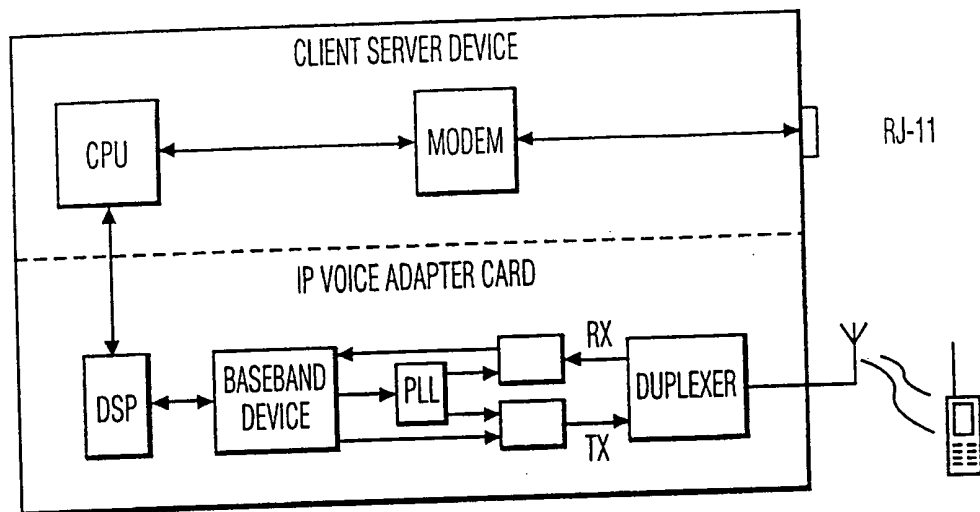 CLIENT SERVER DEVICE
CPU
MODEM
RJ-11
IP VOICE ADAPTER CARD
DSP
BASEBAND
DEVICE
PLL
RX
TX
DUPLEXER